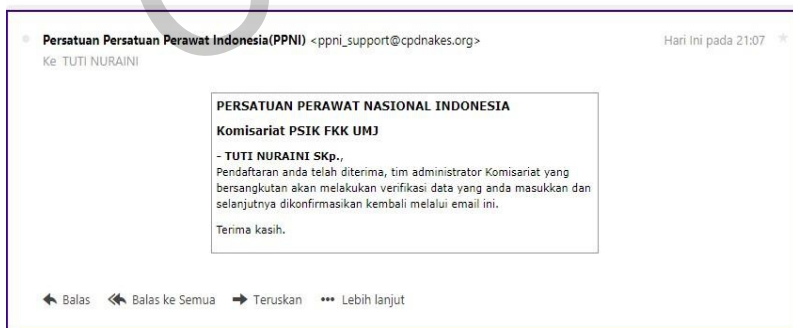 Persatuan Persatuan Perawat Indonesia(PPNI) <ppni_support@cpdnakes.org>
Hari Ini pada 21:07
Ke TUTI NURAINI
PERSATUAN PERAWAT NASIONAL INDONESIA
Komisariat PSIK FKK UMJ
- TUTI NURAINI SKp.,
Pendaftaran anda telah diterima, tim administrator Komisariat yang
bersangkutan akan melakukan verifikasi data yang anda masukkan dan
selanjutnya dikonfirmasikan kembali melalui email ini.
Terima kasih.
Balas Balas ke Semua Teruskan ••• Lebih lanjut